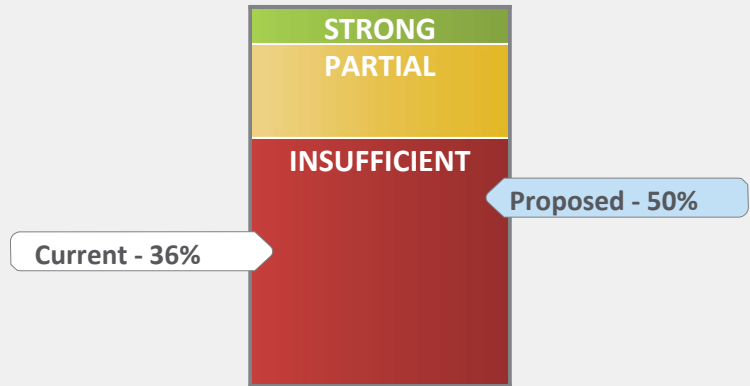 STRONG
PARTIAL
INSUFFICIENT
Proposed - 50%
Current - 36%